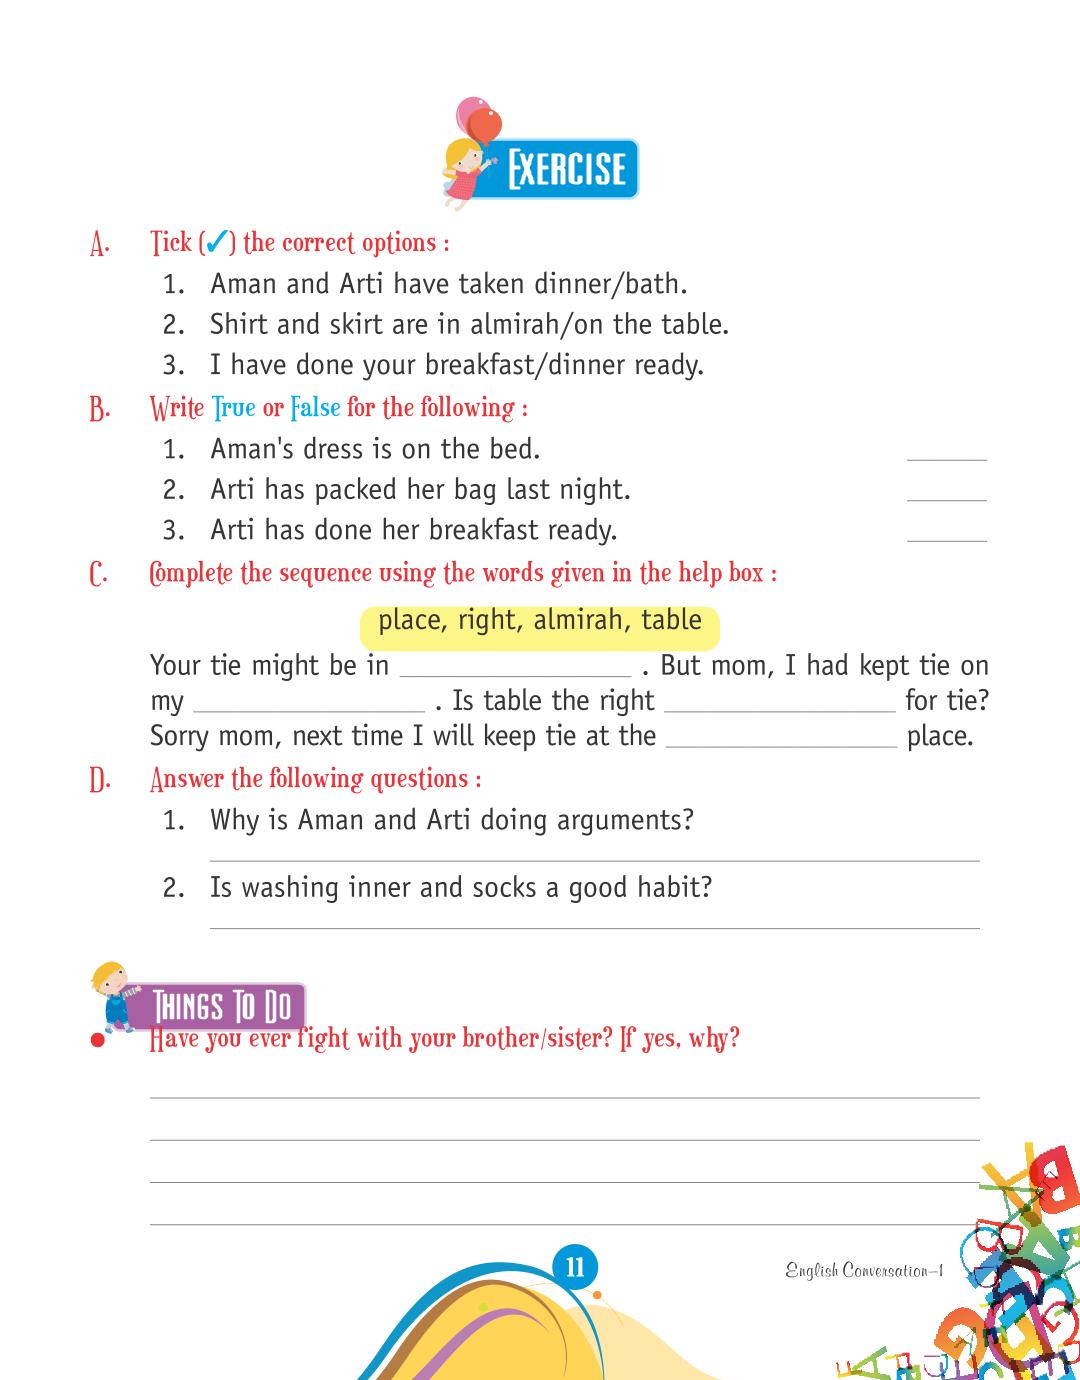 EXERCISE
A. Tick (✓) the correct options :
1. Aman and Arti have taken dinner/bath.
2. Shirt and skirt are in almirah/on the table.
3. I have done your breakfast/dinner ready.
B. Write True or False for the following :
1. Aman's dress is on the bed. ______
2. Arti has packed her bag last night. ______
3. Arti has done her breakfast ready. ______
C. Complete the sequence using the words given in the help box :
place, right, almirah, table
Your tie might be in ______ . But mom, I had kept tie on
my ______ . Is table the right ______ for tie?
Sorry mom, next time I will keep tie at the ______ place.
D. Answer the following questions :
1. Why is Aman and Arti doing arguments?
2. Is washing inner and socks a good habit?
THINGS TO DO
● Have you ever fight with your brother/sister? If yes, why?
11
English Conversation–1